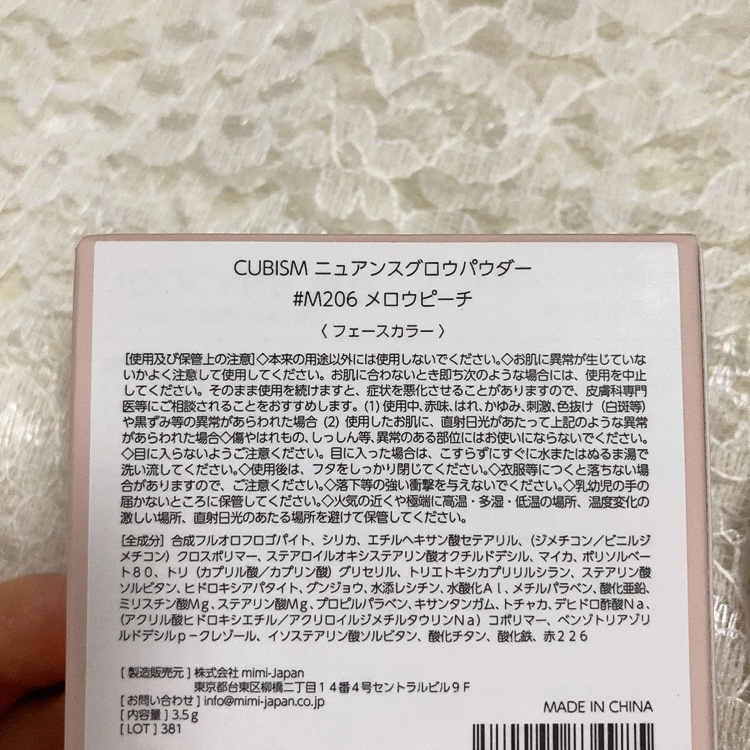 CUBISM ニュアンスグロウパウダー
#M206 メロウピーチ
〈 フェースカラー 〉
[使用及び保管上の注意]◇本来の用途以外には使用しないでください。◇お肌に異常が生じていな
いかよく注意して使用してください。お肌に合わないとき即ち次のような場合には、使用を中止
してください。そのまま使用を続けますと、症状を悪化させることがありますので、皮膚科専門
医等にご相談されることをおすすめします。(1) 使用中、赤味、はれ、かゆみ、刺激、色抜け（白斑等）
や黒ずみ等の異常があらわれた場合 (2) 使用したお肌に、直射日光があたって上記のような異常
があらわれた場合◇傷やはれもの、しっしん等、異常のある部位にはお使いにならないでください。
◇目に入らないようご注意ください。目に入った場合は、こすらずにすぐに水またはぬるま湯で
洗い流してください。◇使用後は、フタをしっかり閉じてください。◇衣服等につくと落ちない場
合がありますので、ご注意ください。◇落下等の強い衝撃を与えないでください。◇乳幼児の手の
届かないところに保管してください。◇火気の近くや極端に高温・多湿・低温の場所、温度変化の
激しい場所、直射日光のあたる場所を避けて保管してください。
[全成分] 合成フルオロフロゴパイト、シリカ、エチルヘキサン酸セテアリル、（ジメチコン／ビニルジ
メチコン）クロスポリマー、ステアロイルオキシステアリン酸オクチルドデシル、マイカ、ポリソルベー
ト８０、トリ（カプリル酸／カプリン酸）グリセリル、トリエトキシカプリリルシラン、ステアリン酸
ソルビタン、ヒドロキシアパタイト、グンジョウ、水添レシチン、水酸化Ａｌ、メチルパラベン、酸化亜鉛、
ミリスチン酸Ｍｇ、ステアリン酸Ｍｇ、プロピルパラベン、キサンタンガム、トチャカ、デヒドロ酢酸Ｎａ、
（アクリル酸ヒドロキシエチル／アクリロイルジメチルタウリンＮａ）コポリマー、ベンゾトリアゾリ
ルドデシルｐ－クレゾール、イソステアリン酸ソルビタン、酸化チタン、酸化鉄、赤２２６
[ 製造販売元 ] 株式会社 mimi-Japan
東京都台東区柳橋二丁目１４番４号セントラルビル９Ｆ
[ お問い合わせ ] info@mimi-japan.co.jp
[ 内容量 ] 3.5g
[ LOT ] 381
MADE IN CHINA